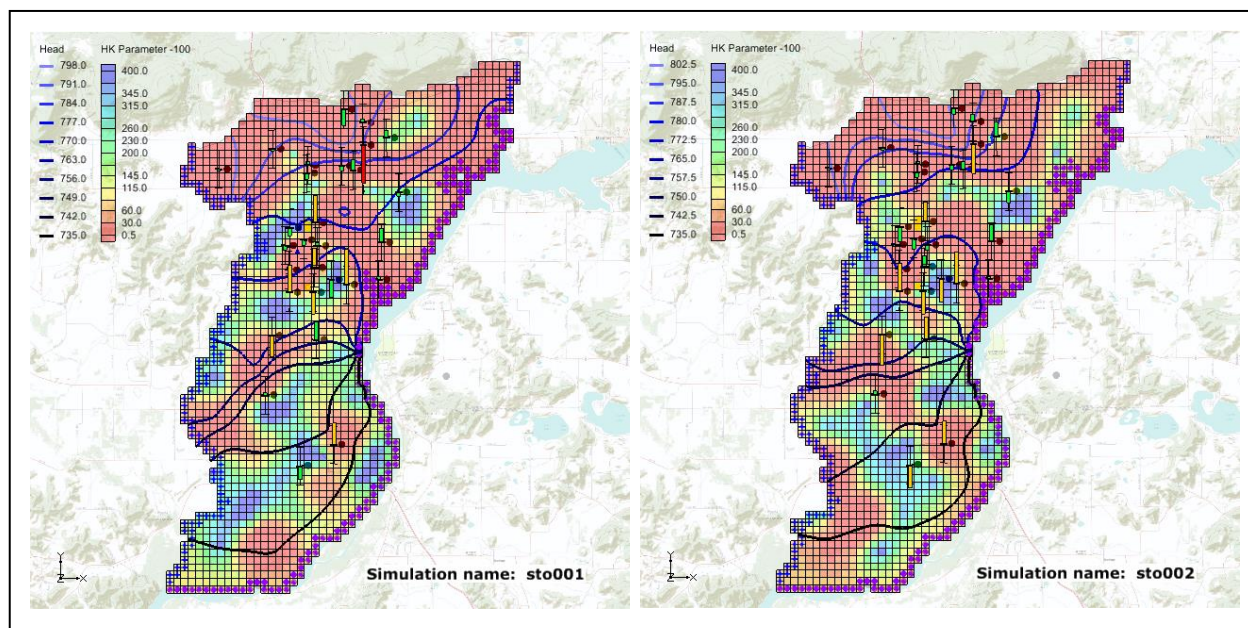 Head HK Parameter -100
798.0 400.0
791.0 345.0
784.0 315.0
777.0 260.0
770.0 230.0
763.0 200.0
756.0 145.0
749.0 115.0
742.0 60.0
735.0 30.0
0.5
Y
Z X
Simulation name: sto001
Head HK Parameter -100
802.5 400.0
795.0 345.0
787.5 315.0
780.0 260.0
772.5 230.0
765.0 200.0
757.5 145.0
750.0 115.0
742.5 60.0
735.0 30.0
0.5
Y
Z X
Simulation name: sto002